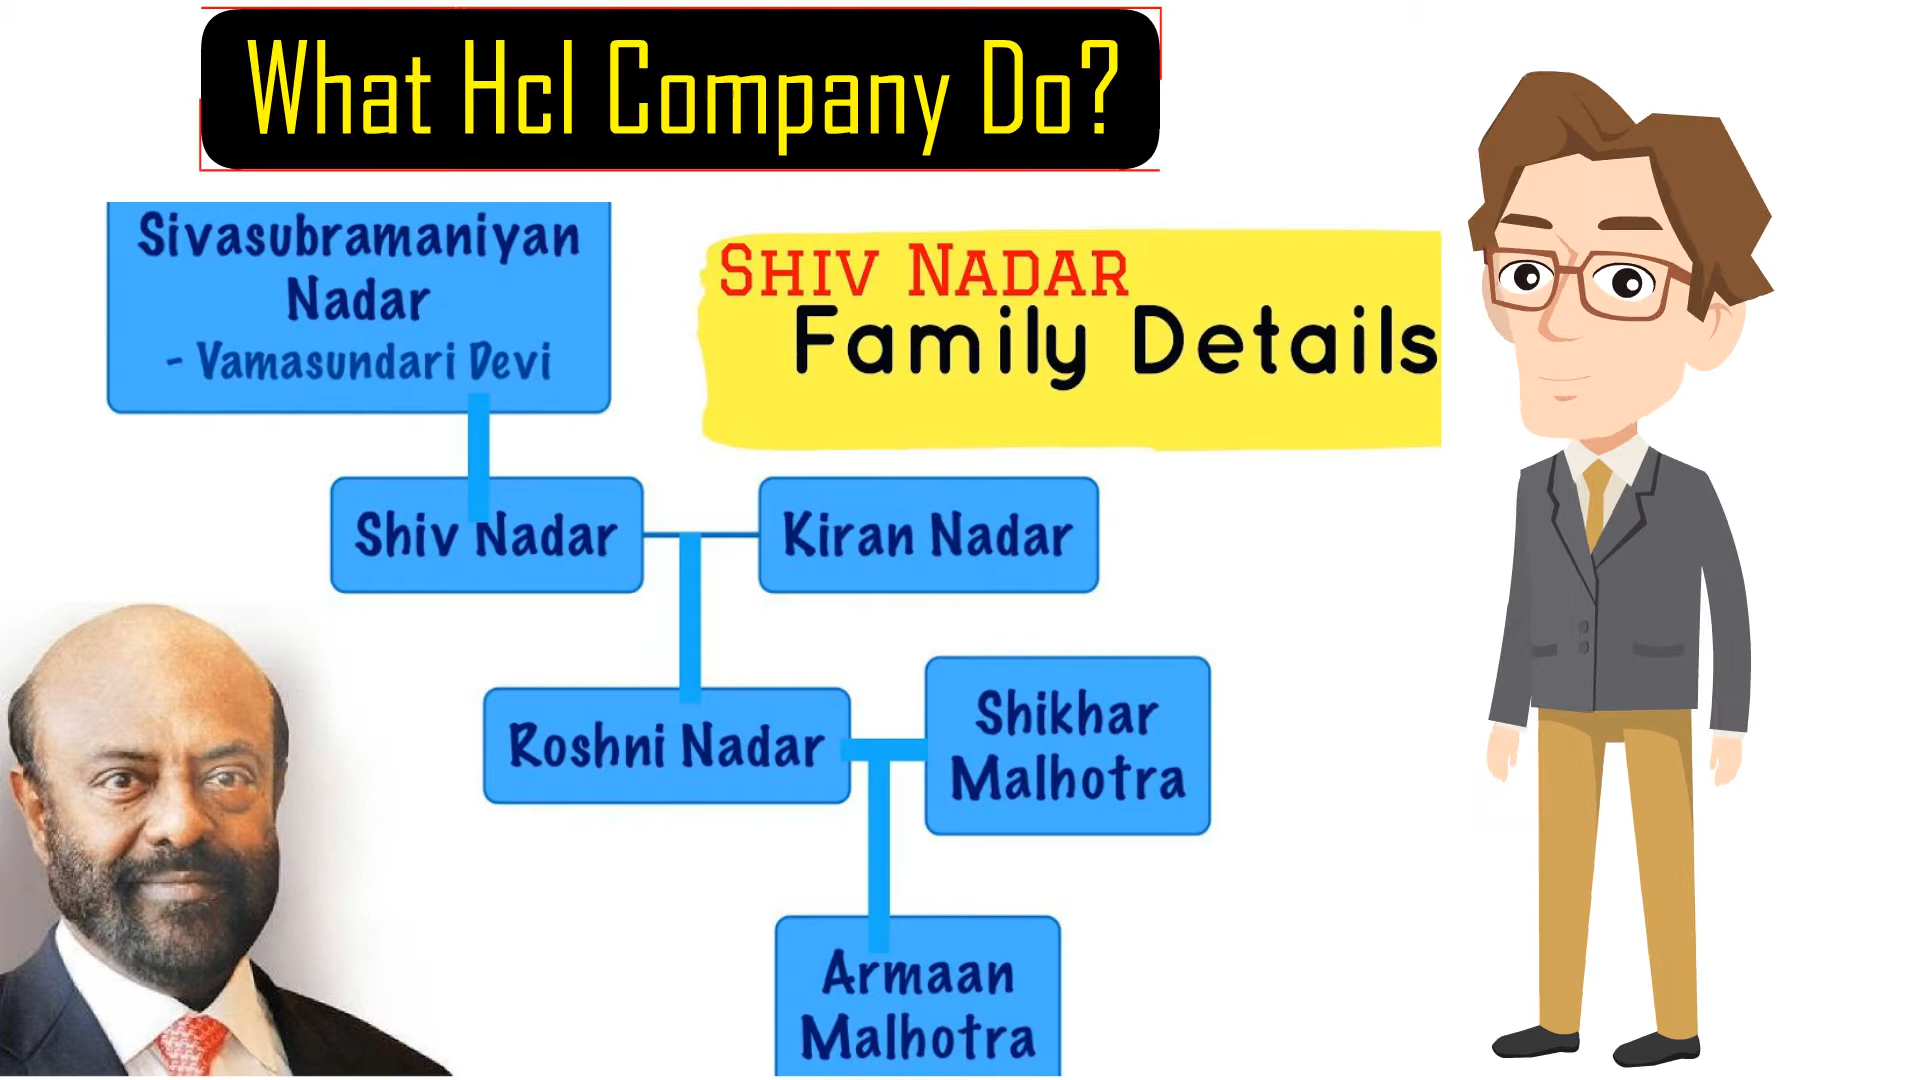 What Hcl Company Do?
Sivasubramaniyan
Nadar
- Vamasundari Devi
SHIV NADAR
Family Details
Shiv Nadar
Kiran Nadar
Roshni Nadar
Shikhar
Malhotra
Armaan
Malhotra